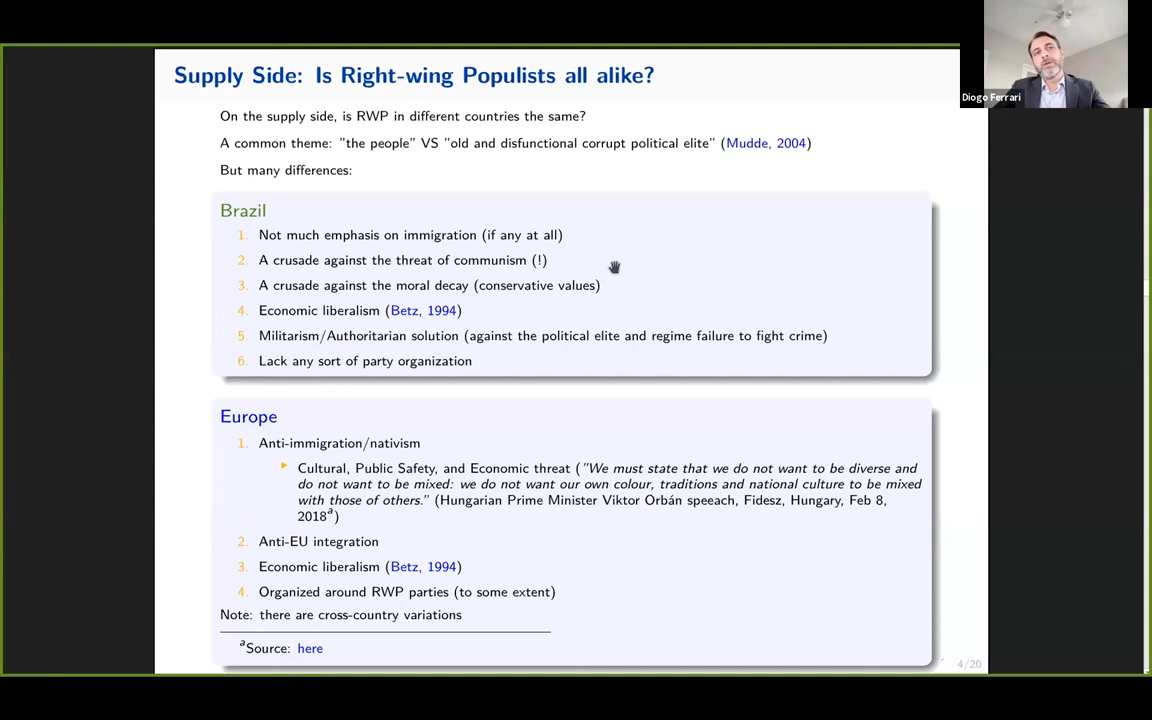 Supply Side: Is Right-wing Populists all alike?
Diogo Ferrari
On the supply side, is RWP in different countries the same?
A common theme: "the people" VS "old and disfunctional corrupt political elite" (Mudde, 2004)
But many differences:
Brazil
1. Not much emphasis on immigration (if any at all)
2. A crusade against the threat of communism (!)
3. A crusade against the moral decay (conservative values)
4. Economic liberalism (Betz, 1994)
5. Militarism/Authoritarian solution (against the political elite and regime failure to fight crime)
6. Lack any sort of party organization
Europe
1. Anti-immigration/nativism
Cultural, Public Safety, and Economic threat ("We must state that we do not want to be diverse and
do not want to be mixed: we do not want our own colour, traditions and national culture to be mixed
with those of others." (Hungarian Prime Minister Viktor Orbán speeach, Fidesz, Hungary, Feb 8,
2018a)
2. Anti-EU integration
3. Economic liberalism (Betz, 1994)
4. Organized around RWP parties (to some extent)
Note: there are cross-country variations
aSource: here
4/20